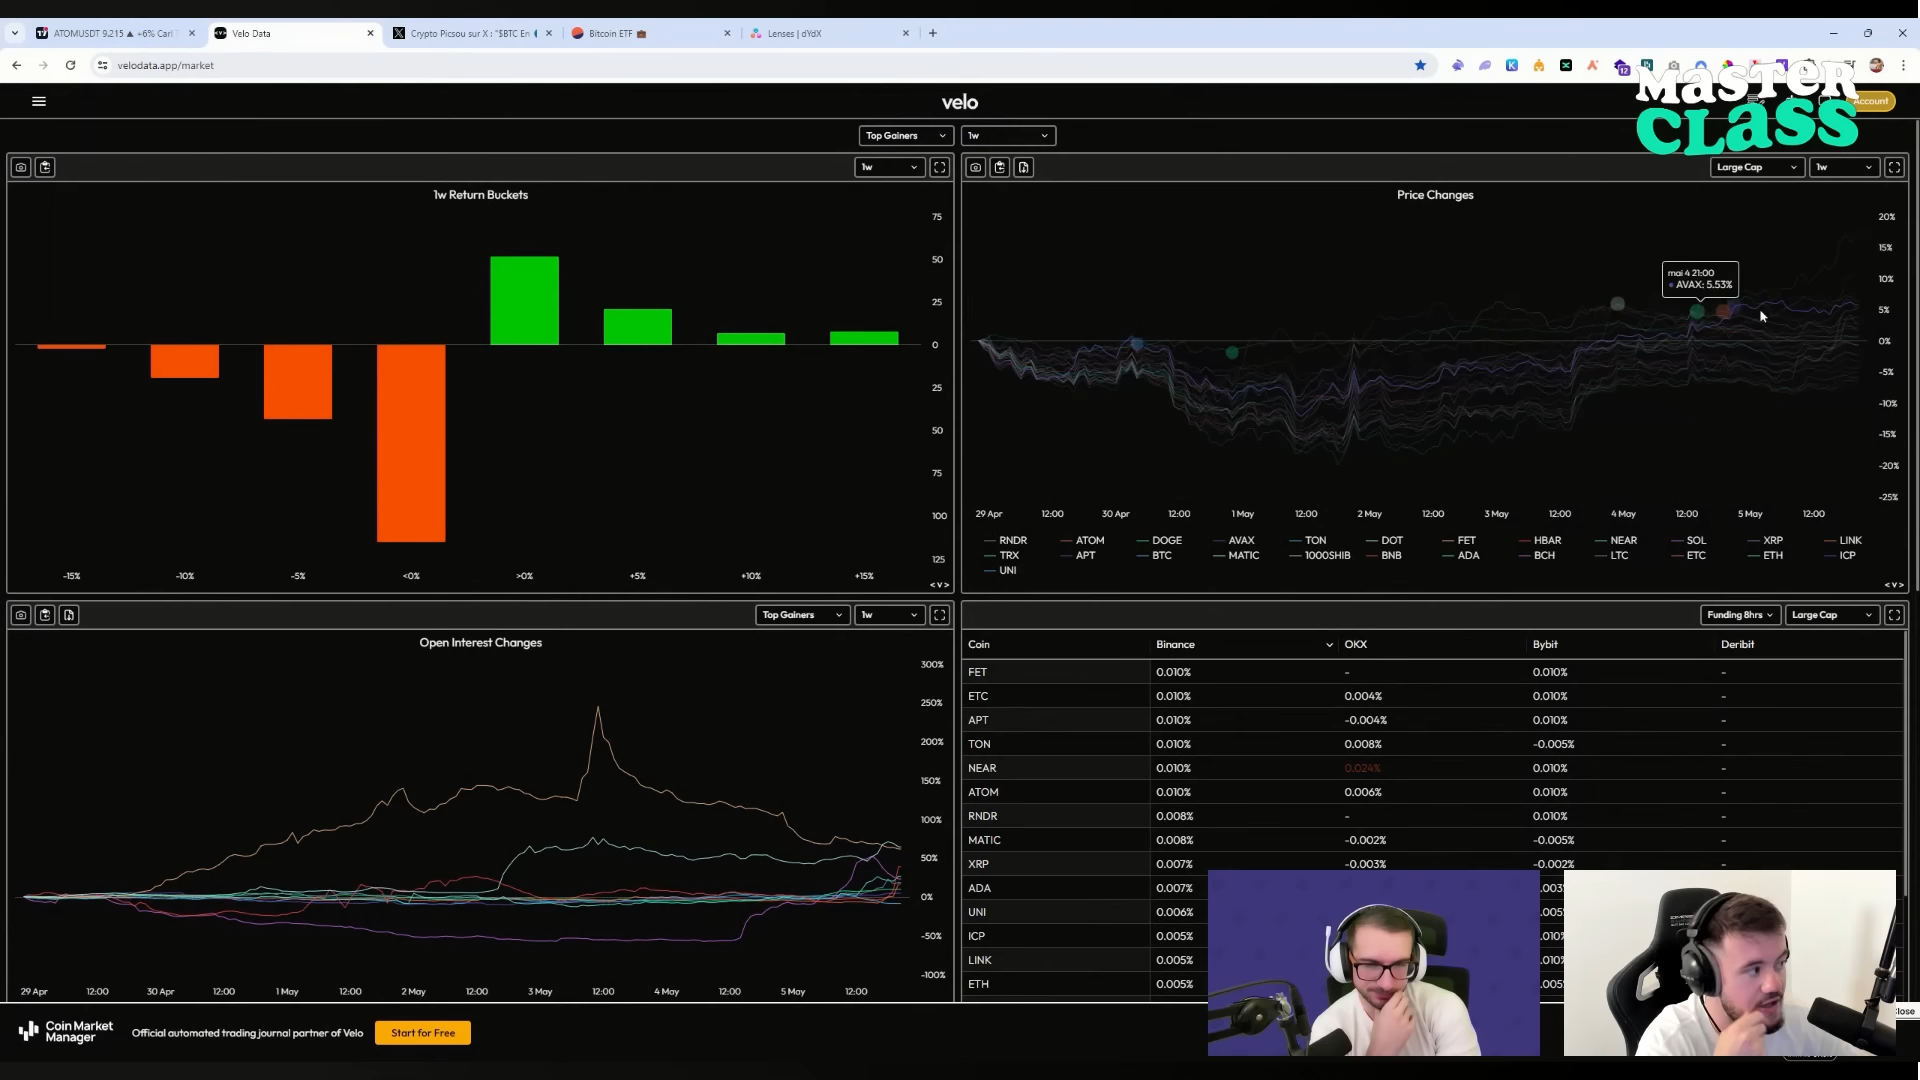 ATOMUSDT 9.215 ▲ +6% Carl
Velo Data
Crypto Picsou sur X : "$BTC En
Bitcoin ETF 💼
Lenses | dYdX
velodata.app/market
12
MASTER
CLASS
velo
Account
Top Gainers
1w
1w
Large Cap
1w
1w Return Buckets
75
50
25
0
25
50
75
100
125
-15%
-10%
-5%
<0%
>0%
+5%
+10%
+15%
<v>
Price Changes
20%
15%
10%
5%
0%
-5%
-10%
-15%
-20%
-25%
mai 4 21:00
AVAX: 5.53%
29 Apr
12:00
30 Apr
12:00
1 May
12:00
2 May
12:00
3 May
12:00
4 May
12:00
5 May
12:00
RNDR ATOM DOGE AVAX TON DOT FET HBAR NEAR SOL XRP LINK
TRX APT BTC MATIC 1000SHIB BNB ADA BCH LTC ETC ETH ICP
UNI
<v>
Top Gainers
1w
Open Interest Changes
300%
250%
200%
150%
100%
50%
0%
-50%
-100%
29 Apr
12:00
30 Apr
12:00
1 May
12:00
2 May
12:00
3 May
12:00
4 May
12:00
5 May
12:00
Funding 8hrs
Large Cap
Coin Binance OKX Bybit Deribit
FET 0.010% - 0.010% -
ETC 0.010% 0.004% 0.010% -
APT 0.010% -0.004% 0.010% -
TON 0.010% 0.008% -0.005% -
NEAR 0.010% 0.024% 0.010% -
ATOM 0.010% 0.006% 0.010% -
RNDR 0.008% - 0.010% -
MATIC 0.008% -0.002% -0.005% -
XRP 0.007% -0.003% -0.002% -
ADA 0.007%
UNI 0.006%
ICP 0.005%
LINK 0.005%
ETH 0.005%
Coin Market
Manager
Official automated trading journal partner of Velo
Start for Free